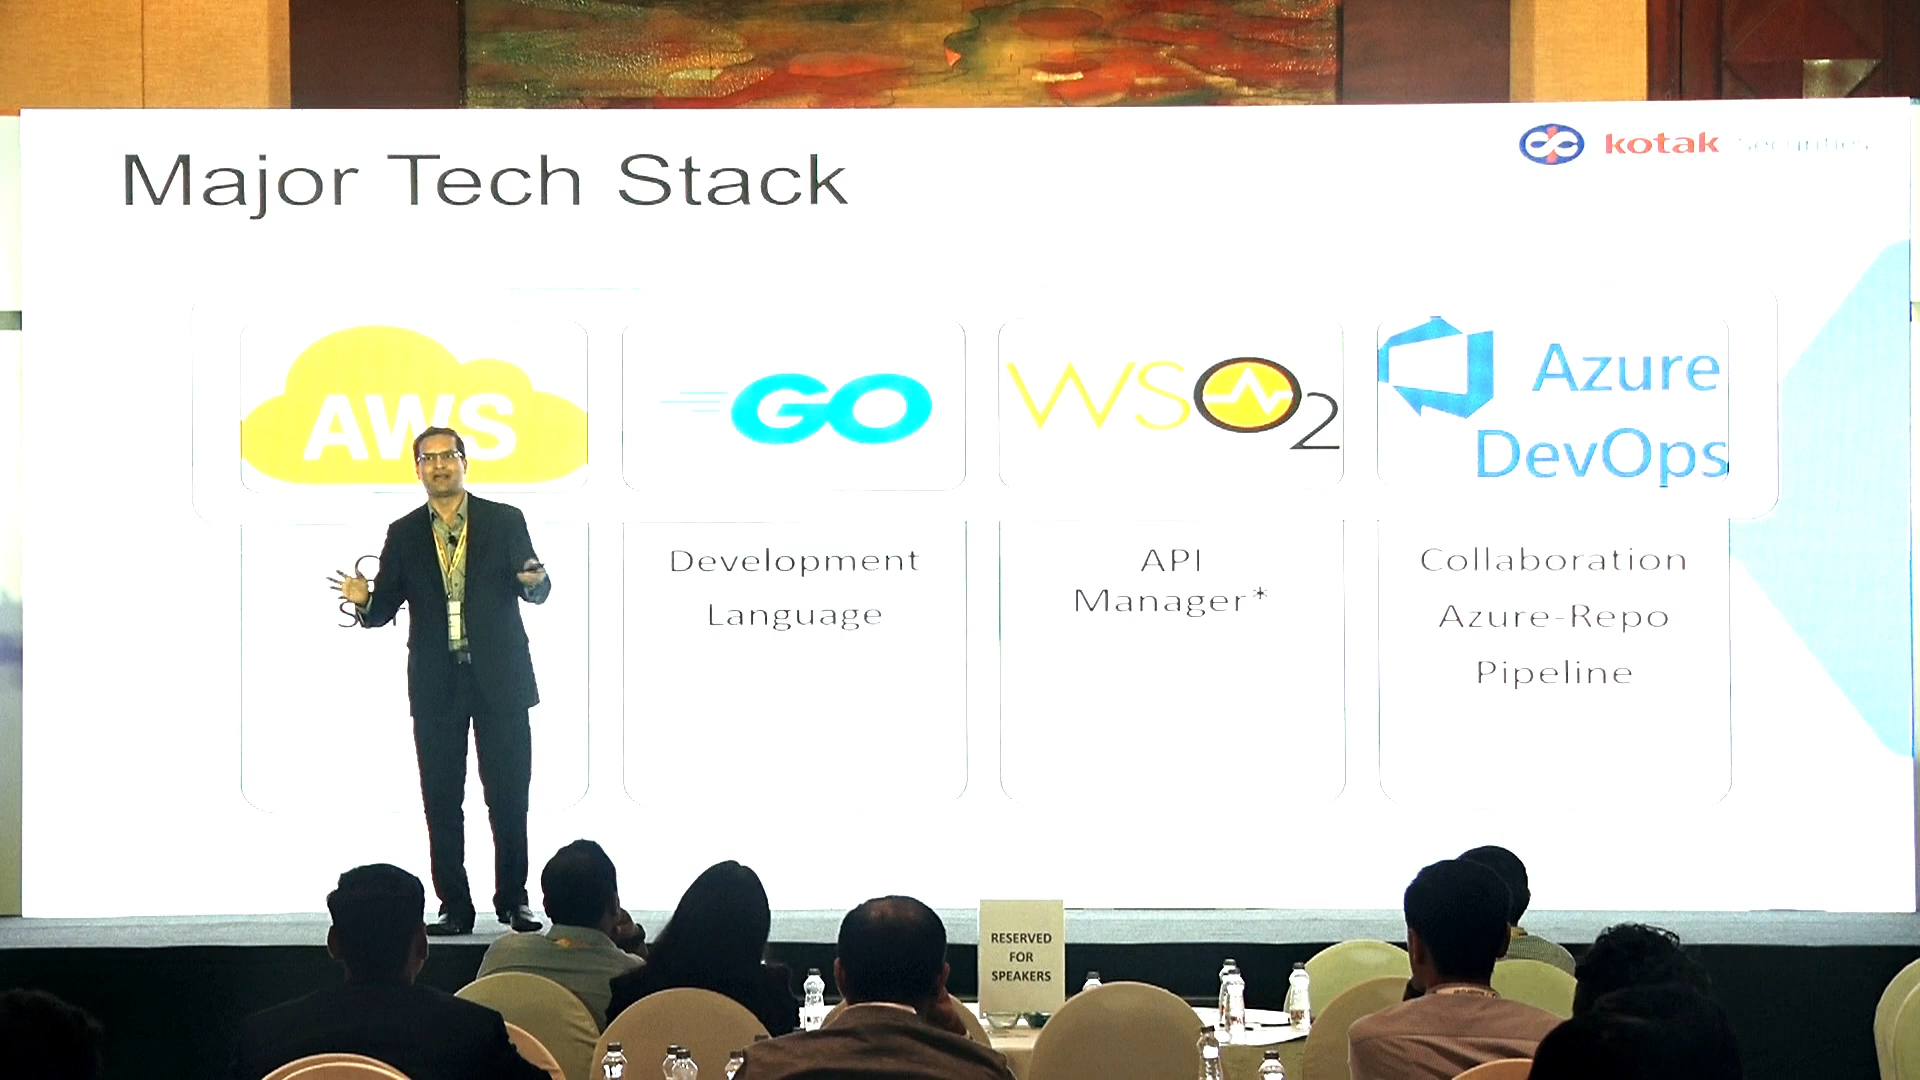 Major Tech Stack
kotak Securities
AWS
GO
WSO2
Azure
DevOps
Development
Language
API
Manager*
Collaboration
Azure-Repo
Pipeline
RESERVED
FOR
SPEAKERS